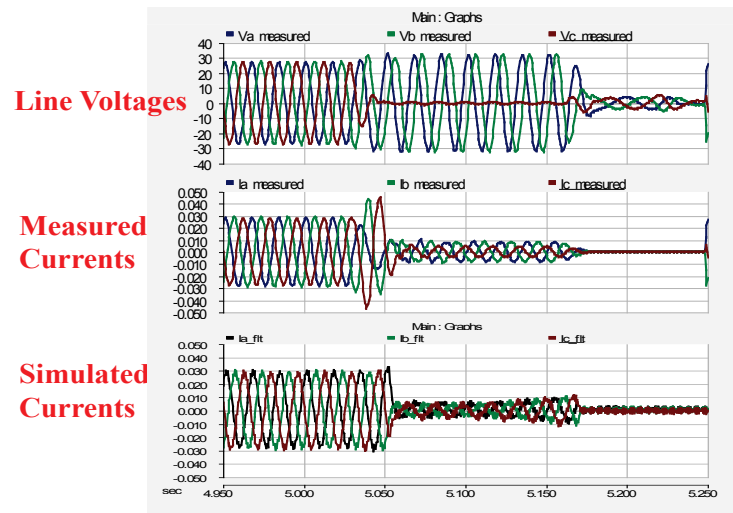 Main : Graphs
Va measured Vb measured Vc measured
40
30
20
10
0
-10
-20
-30
-40
Line Voltages
Ia measured Ib measured Ic measured
0.050
0.040
0.030
0.020
0.010
0.000
-0.010
-0.020
-0.030
-0.040
-0.050
Measured
Currents
Main : Graphs
Ia_flt Ib_flt Ic_flt
0.050
0.040
0.030
0.020
0.010
0.000
-0.010
-0.020
-0.030
-0.040
-0.050
Simulated
Currents
sec 4.950 5.000 5.050 5.100 5.150 5.200 5.250